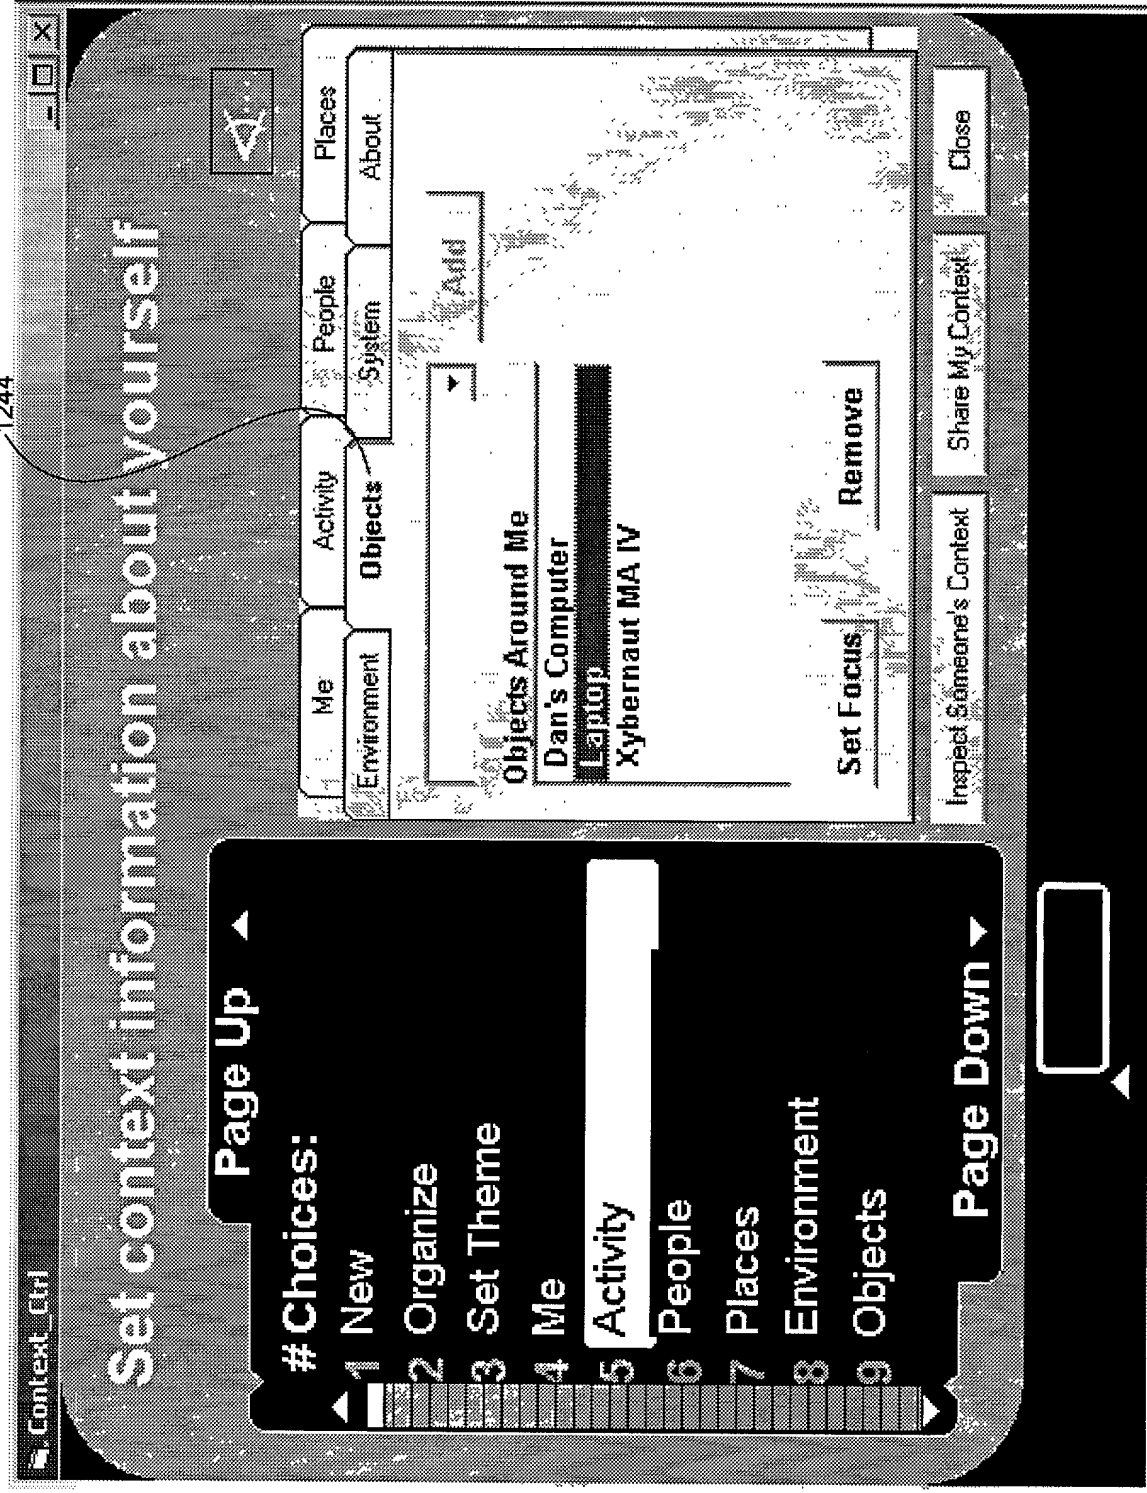 1244
Context_Ctrl
Set context information about yourself
Page Up
# Choices:
1 New
2 Organize
3 Set Theme
4 Me
5 Activity
6 People
7 Places
8 Environment
9 Objects
Page Down
Me Activity People Places
Environment Objects System About
Add
Objects Around Me
Dan's Computer
Laptop
Xybernaut MA IV
Set Focus Remove
Inspect Someone's Context Share My Context Close